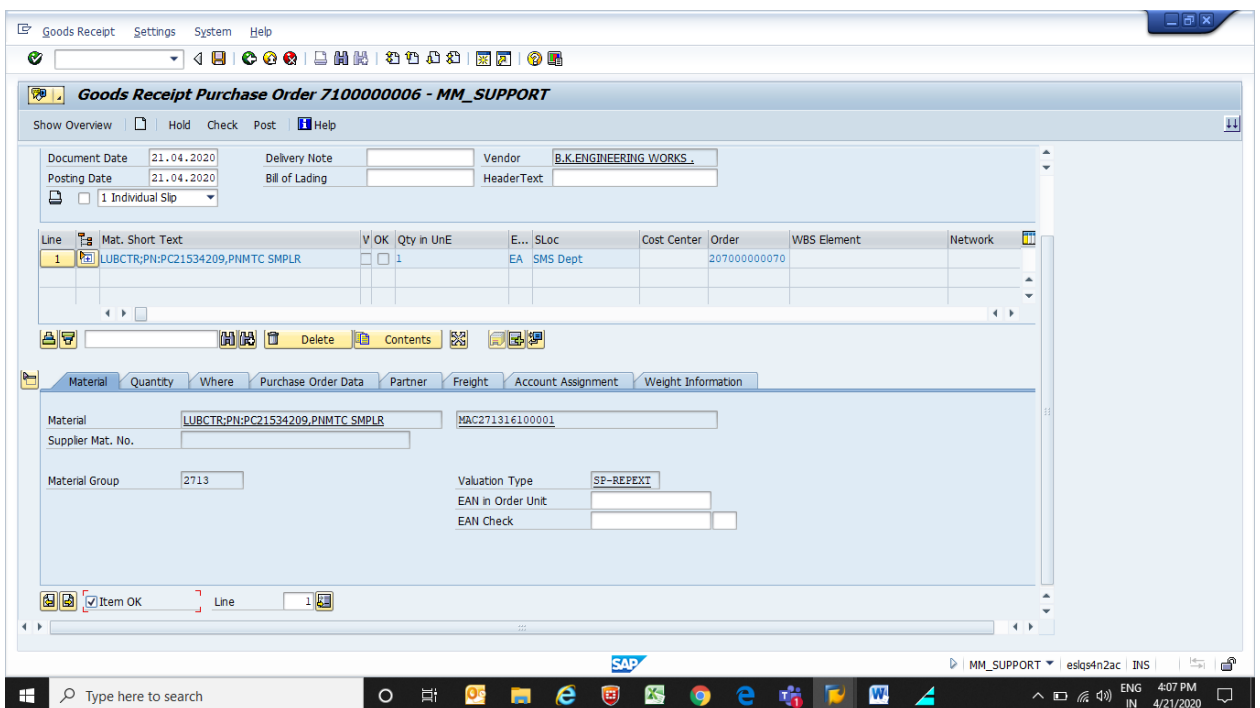 Goods Receipt Settings System Help
Goods Receipt Purchase Order 7100000006 - MM_SUPPORT
Show Overview Hold Check Post Help
Document Date 21.04.2020 Delivery Note Vendor B.K.ENGINEERING WORKS .
Posting Date 21.04.2020 Bill of Lading HeaderText
1 Individual Slip
Line Mat. Short Text V OK Qty in UnE E... SLoc Cost Center Order WBS Element Network
1 LUBCTR;PN:PC21534209,PNMTC SMPLR 1 EA SMS Dept 207000000070
Delete Contents
Material Quantity Where Purchase Order Data Partner Freight Account Assignment Weight Information
Material LUBCTR;PN:PC21534209,PNMTC SMPLR MAC271316100001
Supplier Mat. No.
Material Group 2713 Valuation Type SP-REPEXT
EAN in Order Unit
EAN Check
Item OK Line 1
SAP MM_SUPPORT eslqs4n2ac INS
Type here to search ENG 4:07 PM
IN 4/21/2020